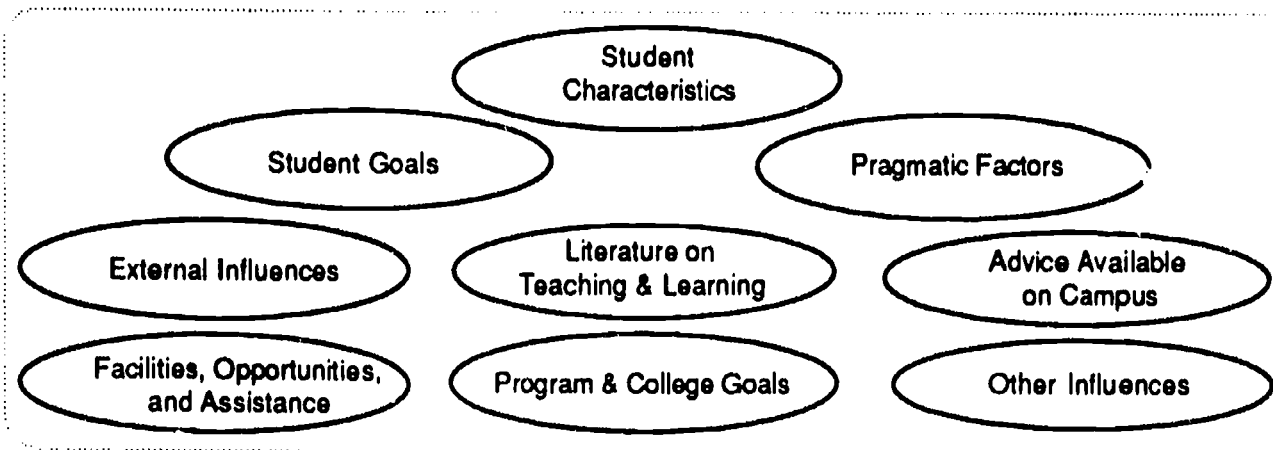 Student
Characteristics
Student Goals
Pragmatic Factors
External Influences
Literature on
Teaching & Learning
Advice Available
on Campus
Facilities, Opportunities,
and Assistance
Program & College Goals
Other Influences